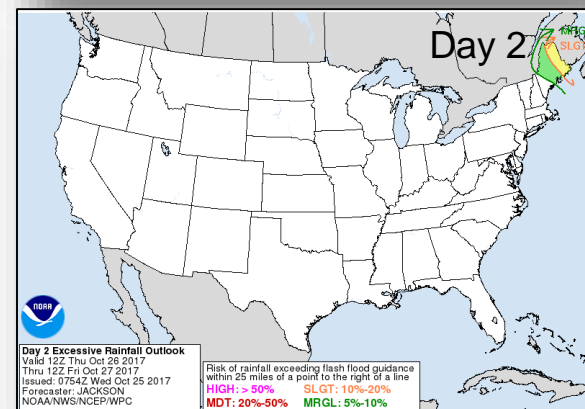 Day 2
MRGL
SLGT
NOAA
Day 2 Excessive Rainfall Outlook
Valid 12Z Thu Oct 26 2017
Thru 12Z Fri Oct 27 2017
Issued: 0754Z Wed Oct 25 2017
Forecaster: JACKSON
NOAA/NWS/NCEP/WPC
Risk of rainfall exceeding flash flood guidance
within 25 miles of a point to the right of a line
HIGH: > 50% SLGT: 10%-20%
MDT: 20%-50% MRGL: 5%-10%